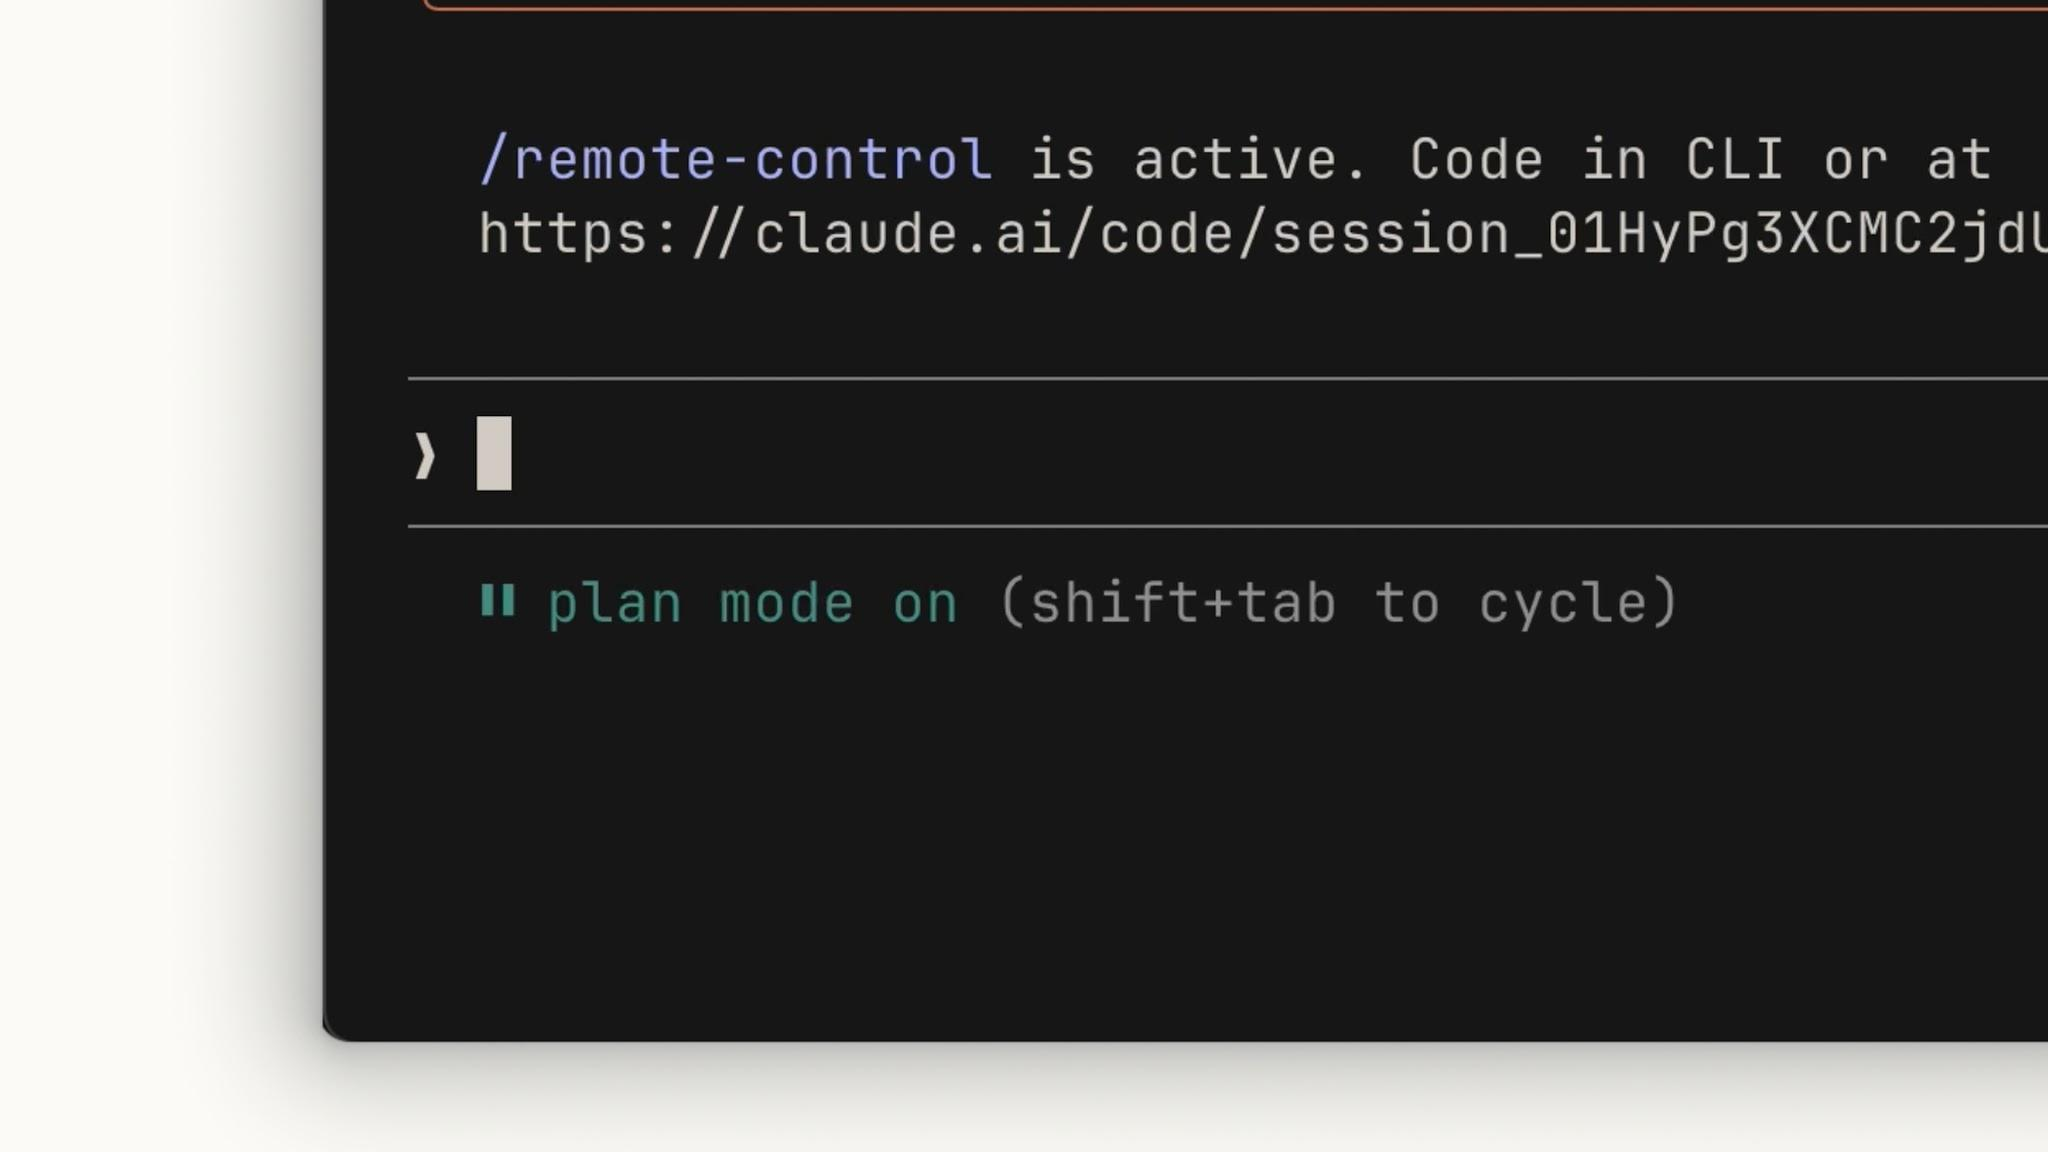 /remote-control is active. Code in CLI or at
https://claude.ai/code/session_01HyPg3XCMC2jd
❯
⏸ plan mode on (shift+tab to cycle)